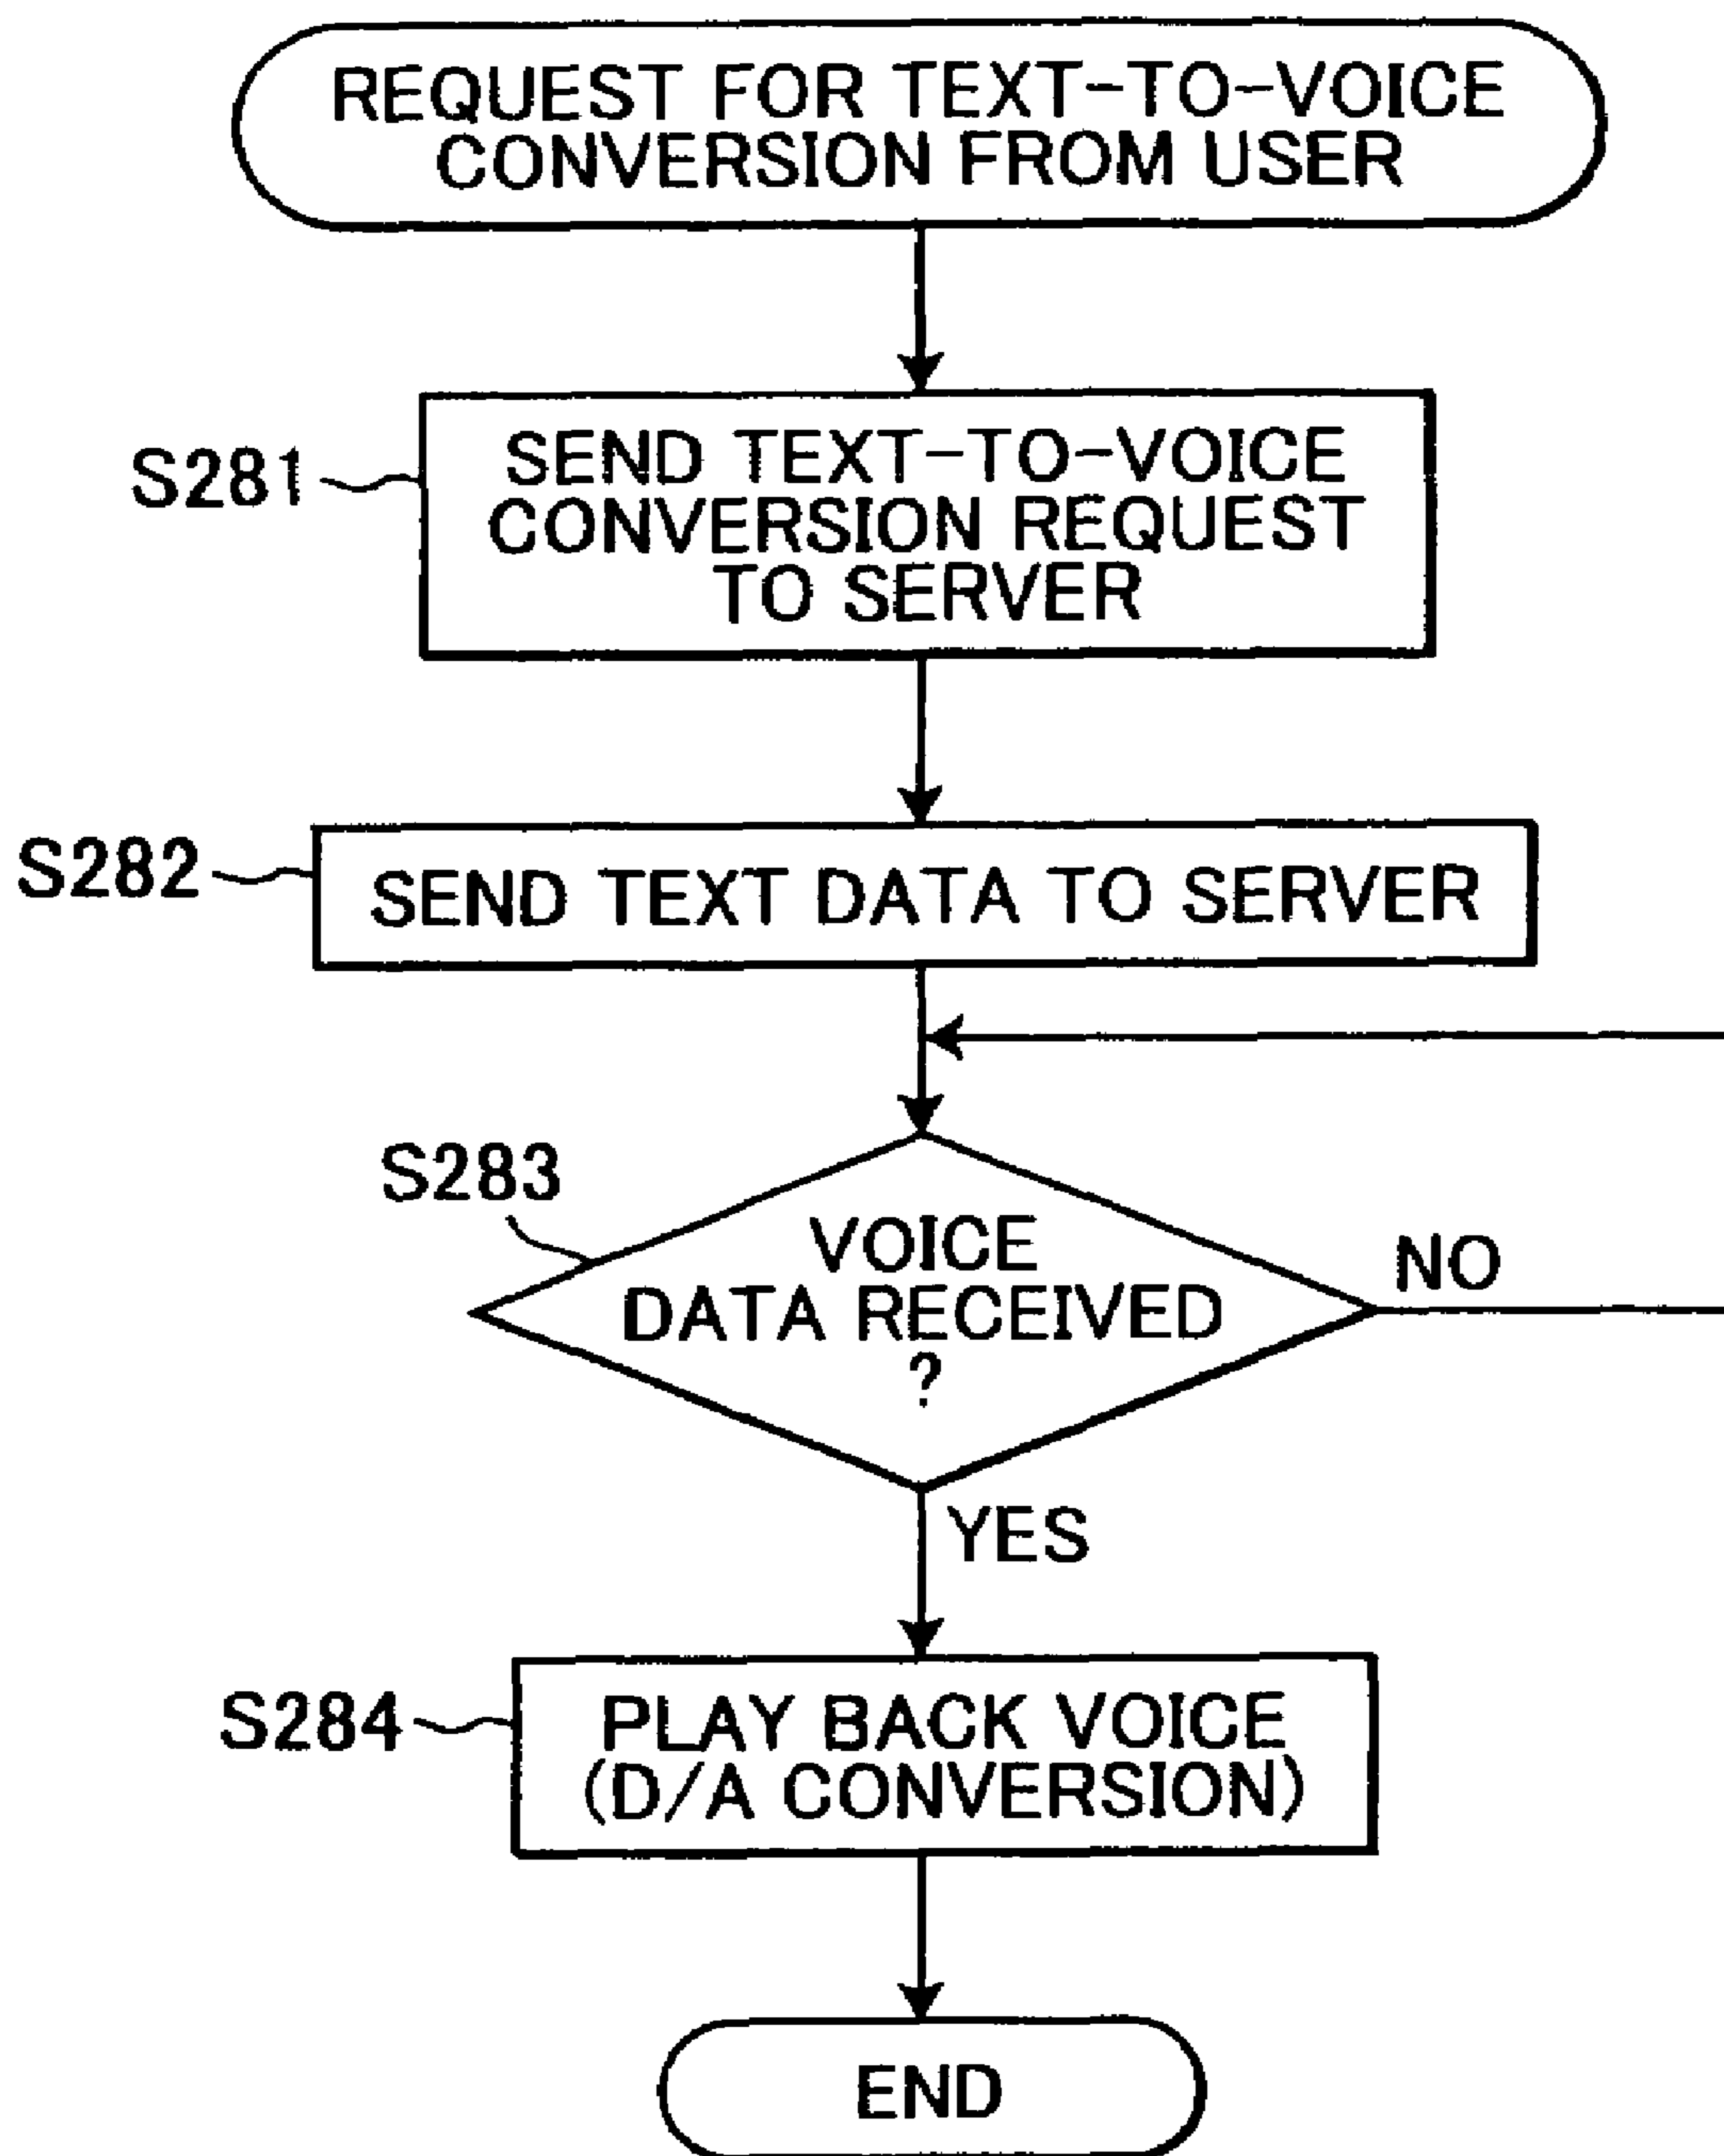 REQUEST FOR TEXT-TO-VOICE
CONVERSION FROM USER
S281
SEND TEXT-TO-VOICE
CONVERSION REQUEST
TO SERVER
S282
SEND TEXT DATA TO SERVER
S283
VOICE
DATA RECEIVED
?
NO
YES
S284
PLAY BACK VOICE
(D/A CONVERSION)
END